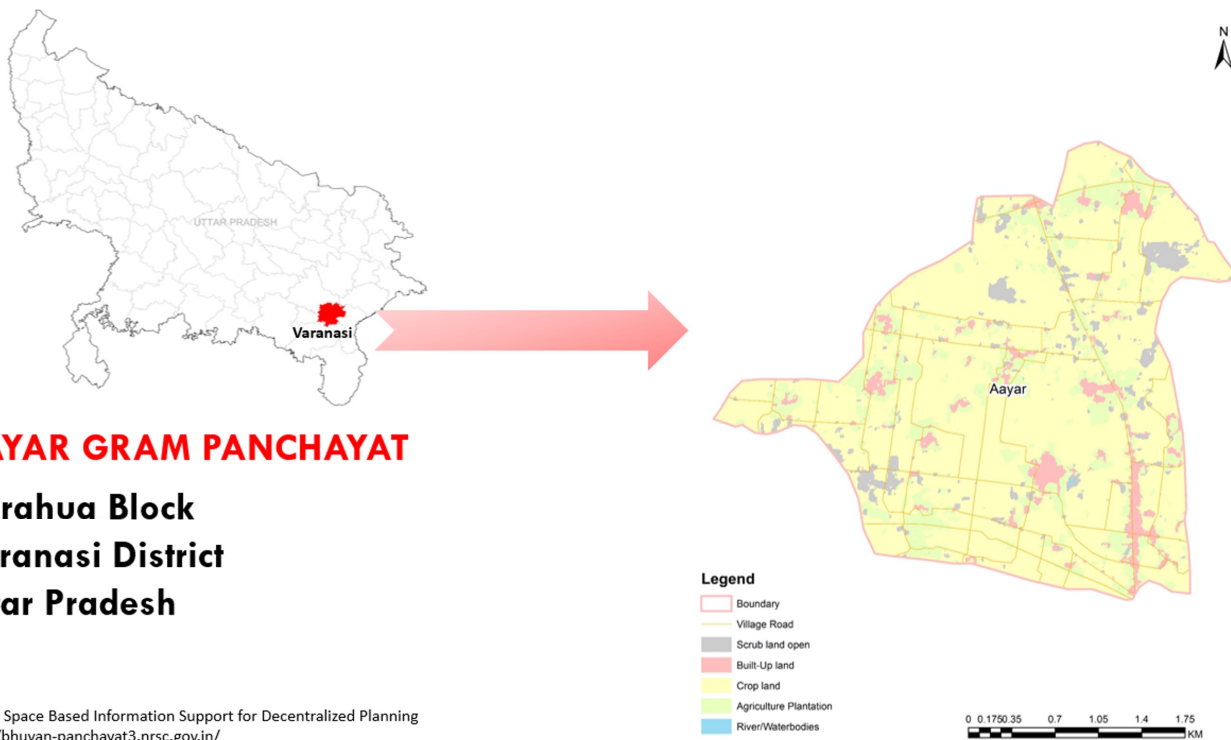 UTTAR PRADESH
Varanasi
AYAR GRAM PANCHAYAT
rahua Block
ranasi District
ar Pradesh
Space Based Information Support for Decentralized Planning
/bhuvan-panchayat3.nrsc.gov.in/
N
Aayar
Legend
Boundary
Village Road
Scrub land open
Built-Up land
Crop land
Agriculture Plantation
River/Waterbodies
0 0.175 0.35 0.7 1.05 1.4 1.75
KM